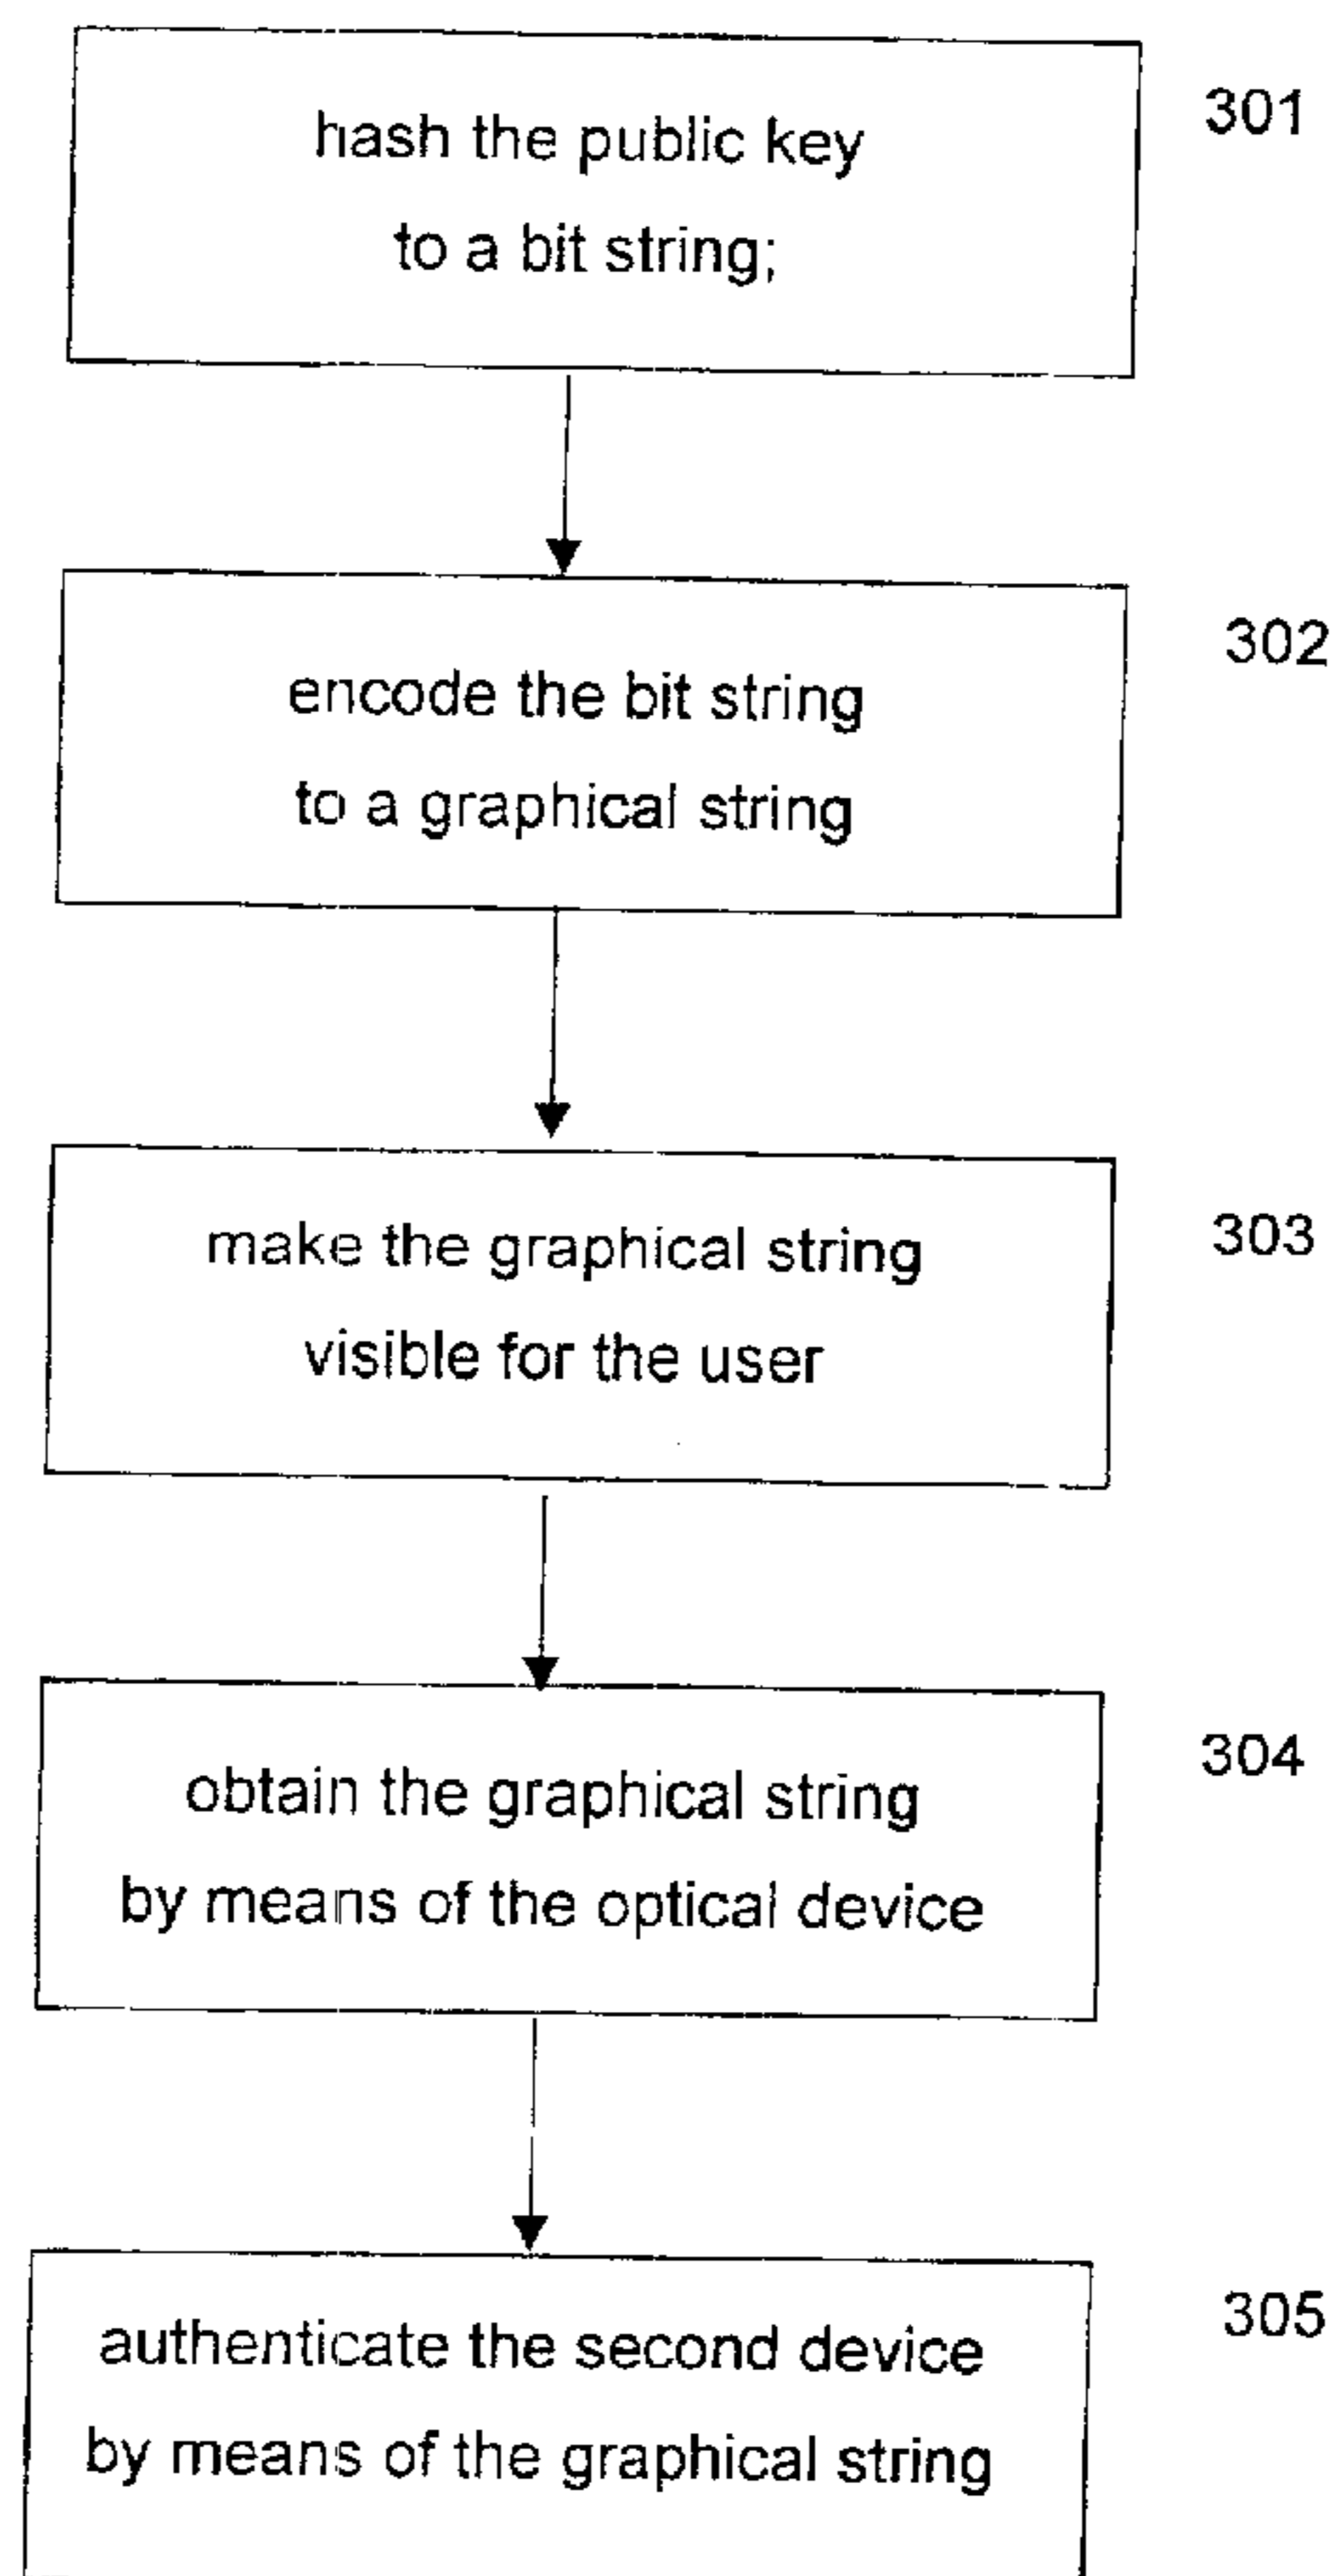 hash the public key
to a bit string;
301
encode the bit string
to a graphical string
302
make the graphical string
visible for the user
303
obtain the graphical string
by means of the optical device
304
authenticate the second device
by means of the graphical string
305